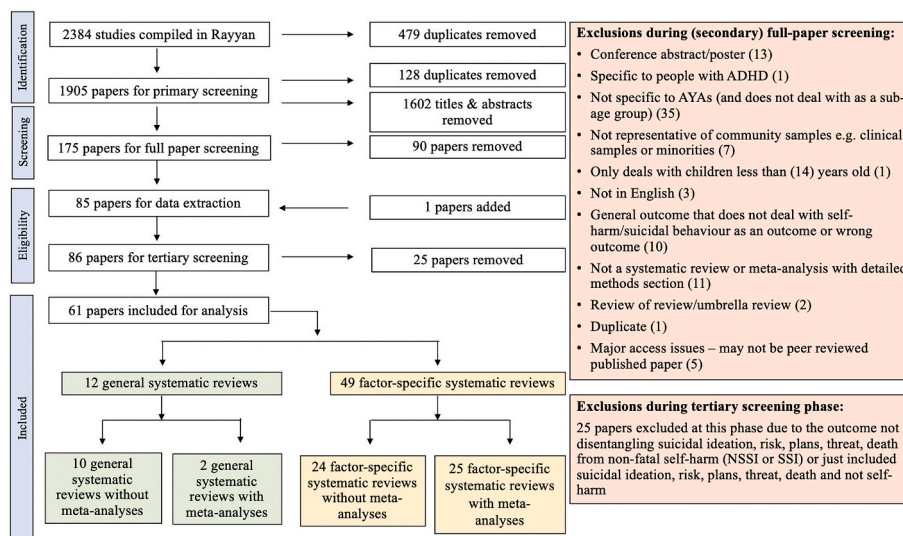 Identification
2384 studies compiled in Rayyan
479 duplicates removed
128 duplicates removed
1905 papers for primary screening
1602 titles & abstracts
removed
Screening
175 papers for full paper screening
90 papers removed
Eligibility
85 papers for data extraction
1 papers added
86 papers for tertiary screening
25 papers removed
Included
61 papers included for analysis
12 general systematic reviews
49 factor-specific systematic reviews
10 general
systematic
reviews without
meta-analyses
2 general
systematic
reviews with
meta-analyses
24 factor-specific
systematic reviews
without meta-
analyses
25 factor-specific
systematic reviews
with meta-
analyses
Exclusions during (secondary) full-paper screening:
• Conference abstract/poster (13)
• Specific to people with ADHD (1)
• Not specific to AYAs (and does not deal with as a sub-
age group) (35)
• Not representative of community samples e.g. clinical
samples or minorities (7)
• Only deals with children less than (14) years old (1)
• Not in English (3)
• General outcome that does not deal with self-
harm/suicidal behaviour as an outcome or wrong
outcome (10)
• Not a systematic review or meta-analysis with detailed
methods section (11)
• Review of review/umbrella review (2)
• Duplicate (1)
• Major access issues – may not be peer reviewed
published paper (5)
Exclusions during tertiary screening phase:
25 papers excluded at this phase due to the outcome not
disentangling suicidal ideation, risk, plans, threat, death
from non-fatal self-harm (NSSI or SSI) or just included
suicidal ideation, risk, plans, threat, death and not self-
harm